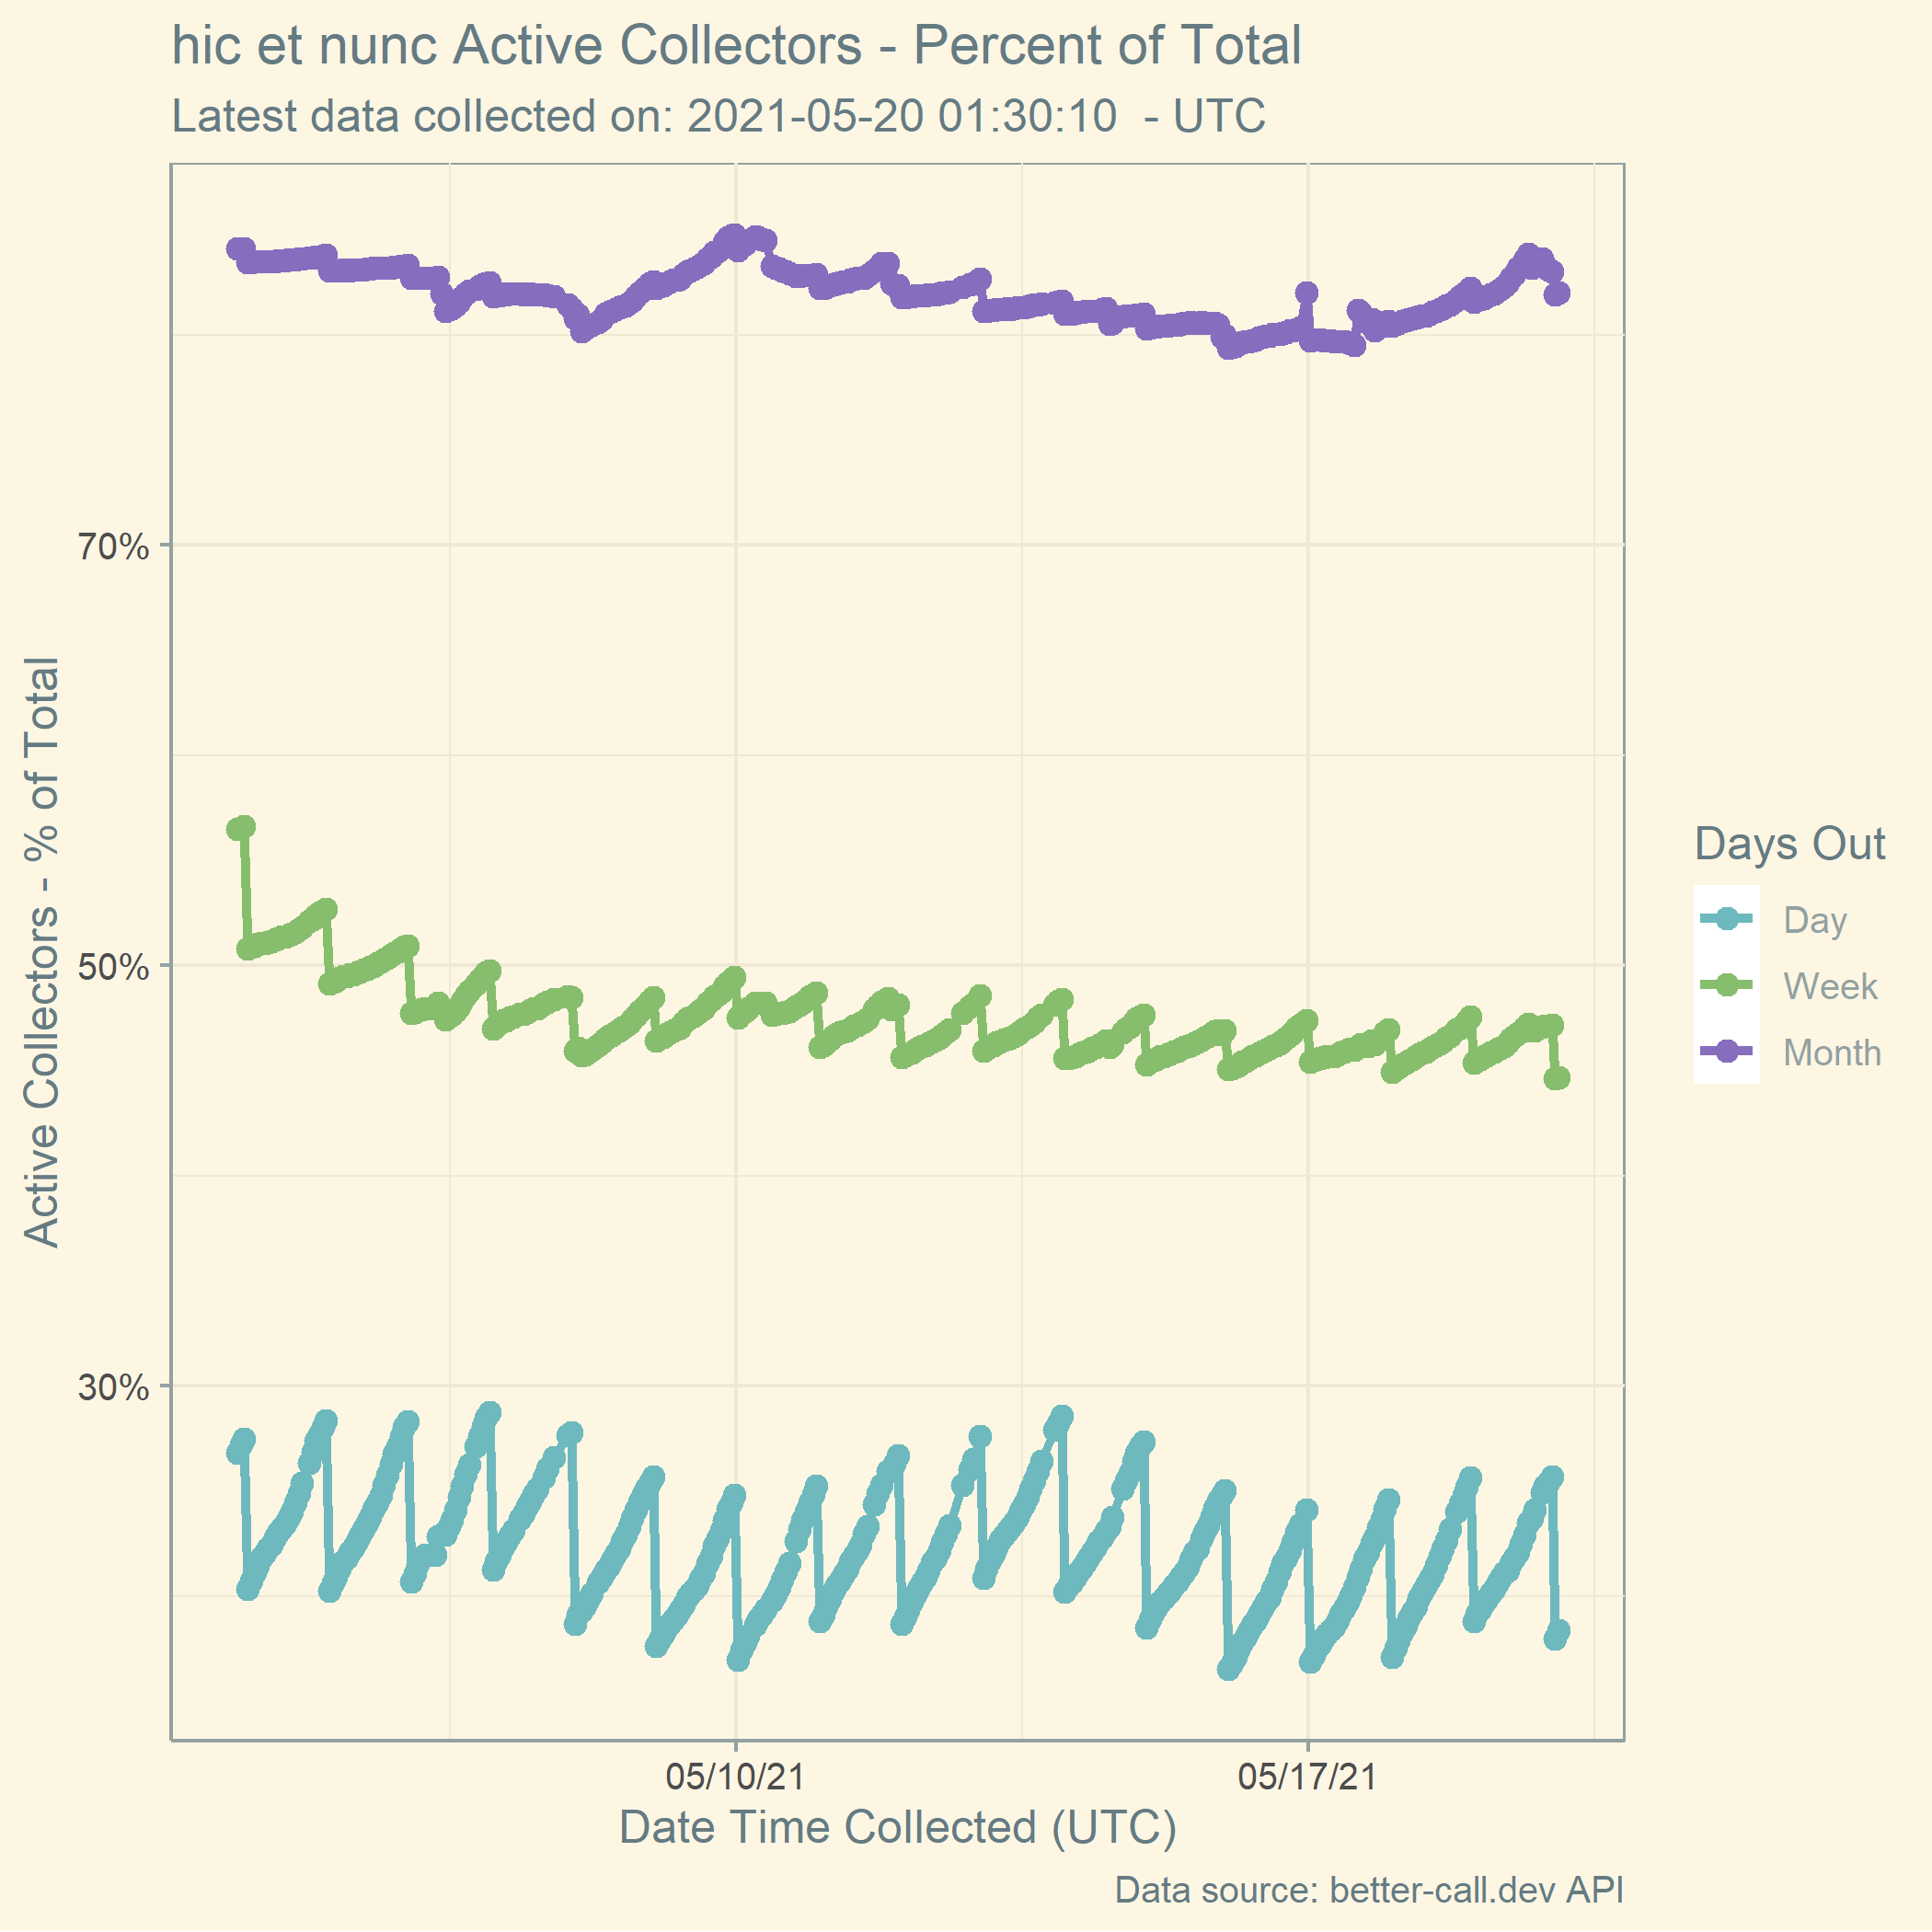 hic et nunc Active Collectors - Percent of Total
Latest data collected on: 2021-05-20 01:30:10  - UTC
Active Collectors - % of Total
70%
50%
30%
05/10/21
05/17/21
Date Time Collected (UTC)
Days Out
Day
Week
Month
Data source: better-call.dev API